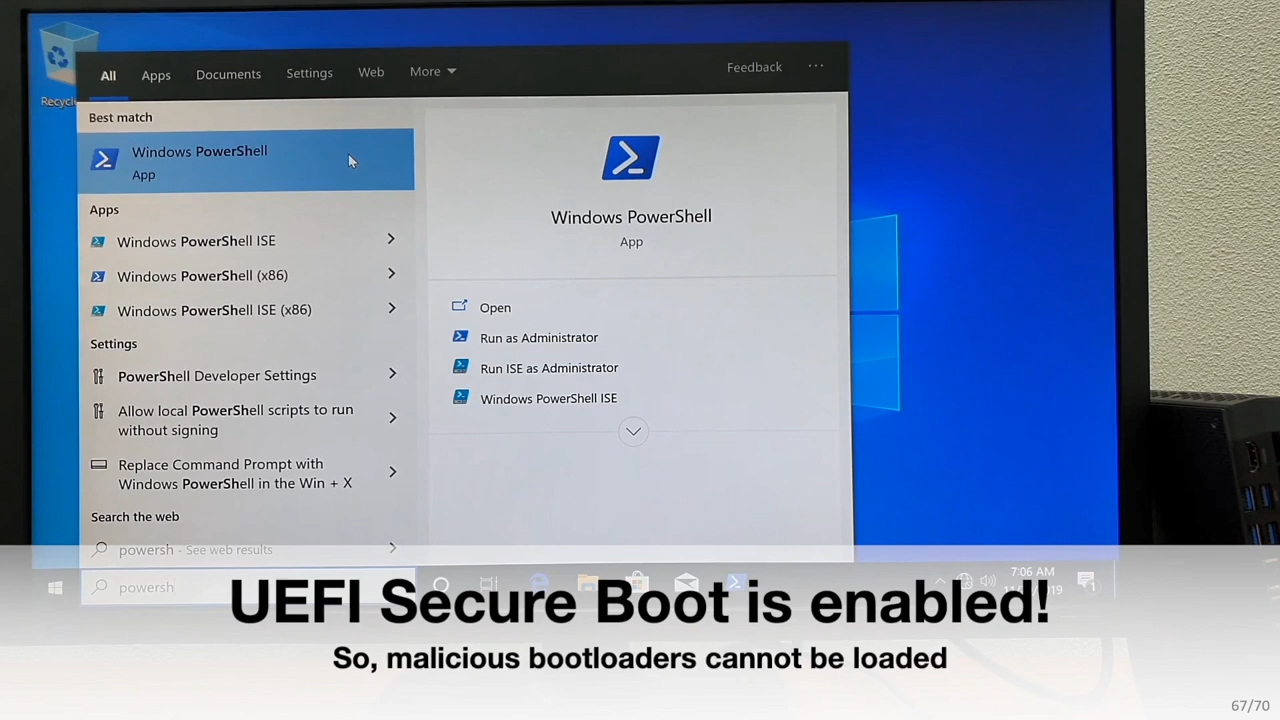 Recycle
All
Apps
Documents
Settings
Web
More
Feedback
Best match
Windows PowerShell
App
Apps
Windows PowerShell ISE
Windows PowerShell (x86)
Windows PowerShell ISE (x86)
Settings
PowerShell Developer Settings
Allow local PowerShell scripts to run
without signing
Replace Command Prompt with
Windows PowerShell in the Win + X
Search the web
powersh - See web results
powersh
Windows PowerShell
App
Open
Run as Administrator
Run ISE as Administrator
Windows PowerShell ISE
7:06 AM
1
UEFI Secure Boot is enabled!
So, malicious bootloaders cannot be loaded
67/70